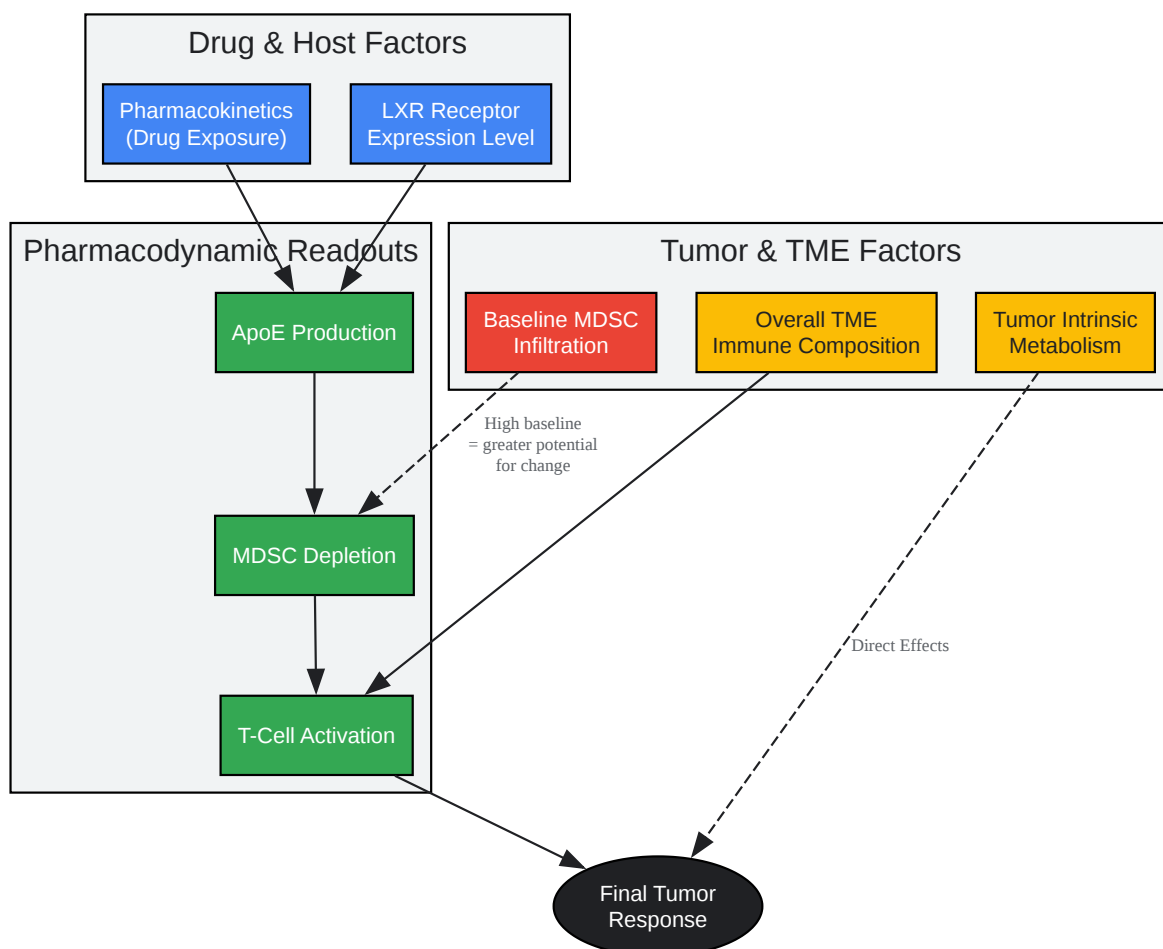 Drug & Host Factors
Pharmacokinetics
(Drug Exposure)
LXR Receptor
Expression Level
Pharmacodynamic Readouts
Tumor & TME Factors
ApoE Production
Baseline MDSC
Infiltration
Overall TME
Immune Composition
Tumor Intrinsic
Metabolism
High baseline
= greater potential
for change
MDSC Depletion
Direct Effects
T-Cell Activation
Final Tumor
Response